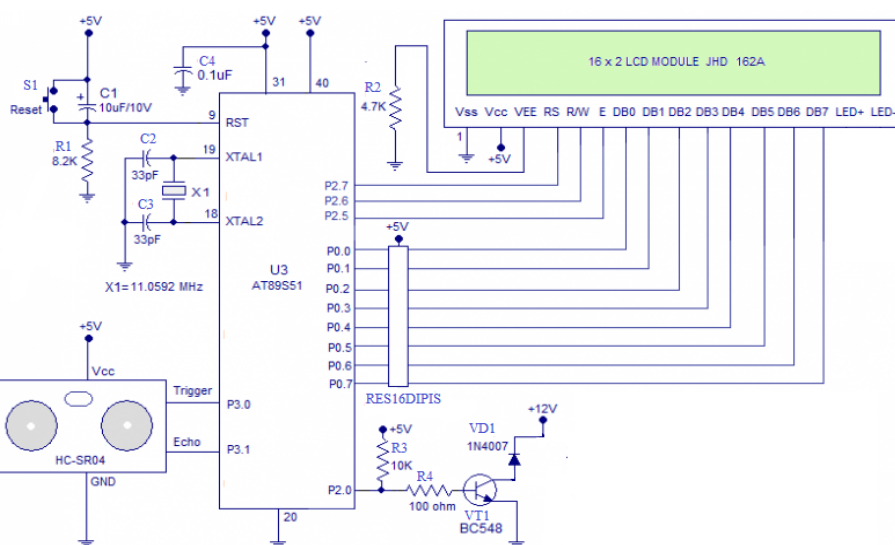 +5V
+5V
+5V
S1
Reset
C1
10uF/10V
C4
0.1uF
31
40
R2
4.7K
16 x 2 LCD MODULE JHD 162A
Vss Vcc VEE RS R/W E DB0 DB1 DB2 DB3 DB4 DB5 DB6 DB7 LED+ LED-
1
+5V
9
RST
R1
8.2K
C2
33pF
19
XTAL1
X1
C3
33pF
18
XTAL2
X1=11.0592 MHz
U3
AT89S51
P2.7
P2.6
P2.5
+5V
P0.0
P0.1
P0.2
P0.3
P0.4
P0.5
P0.6
P0.7
RES16DIPIS
+5V
Vcc
Trigger
P3.0
Echo
P3.1
HC-SR04
GND
20
P2.0
+5V
R3
10K
R4
100 ohm
VT1
BC548
VD1
1N4007
+12V